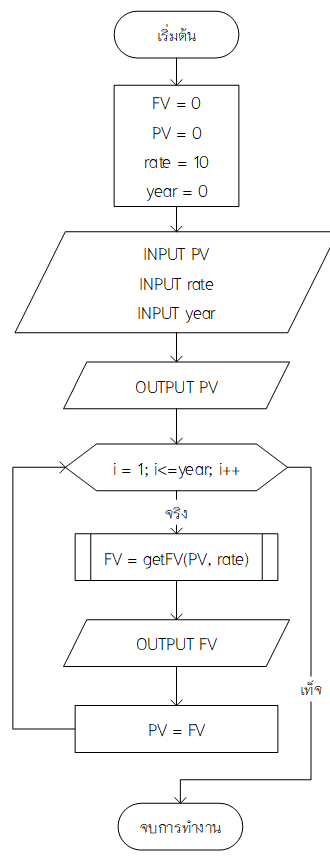 เริ่มต้น
FV = 0
PV = 0
rate = 10
year = 0
INPUT PV
INPUT rate
INPUT year
OUTPUT PV
i = 1; i<=year; i++
จริง
FV = getFV(PV, rate)
OUTPUT FV
เท็จ
PV = FV
จบการทำงาน